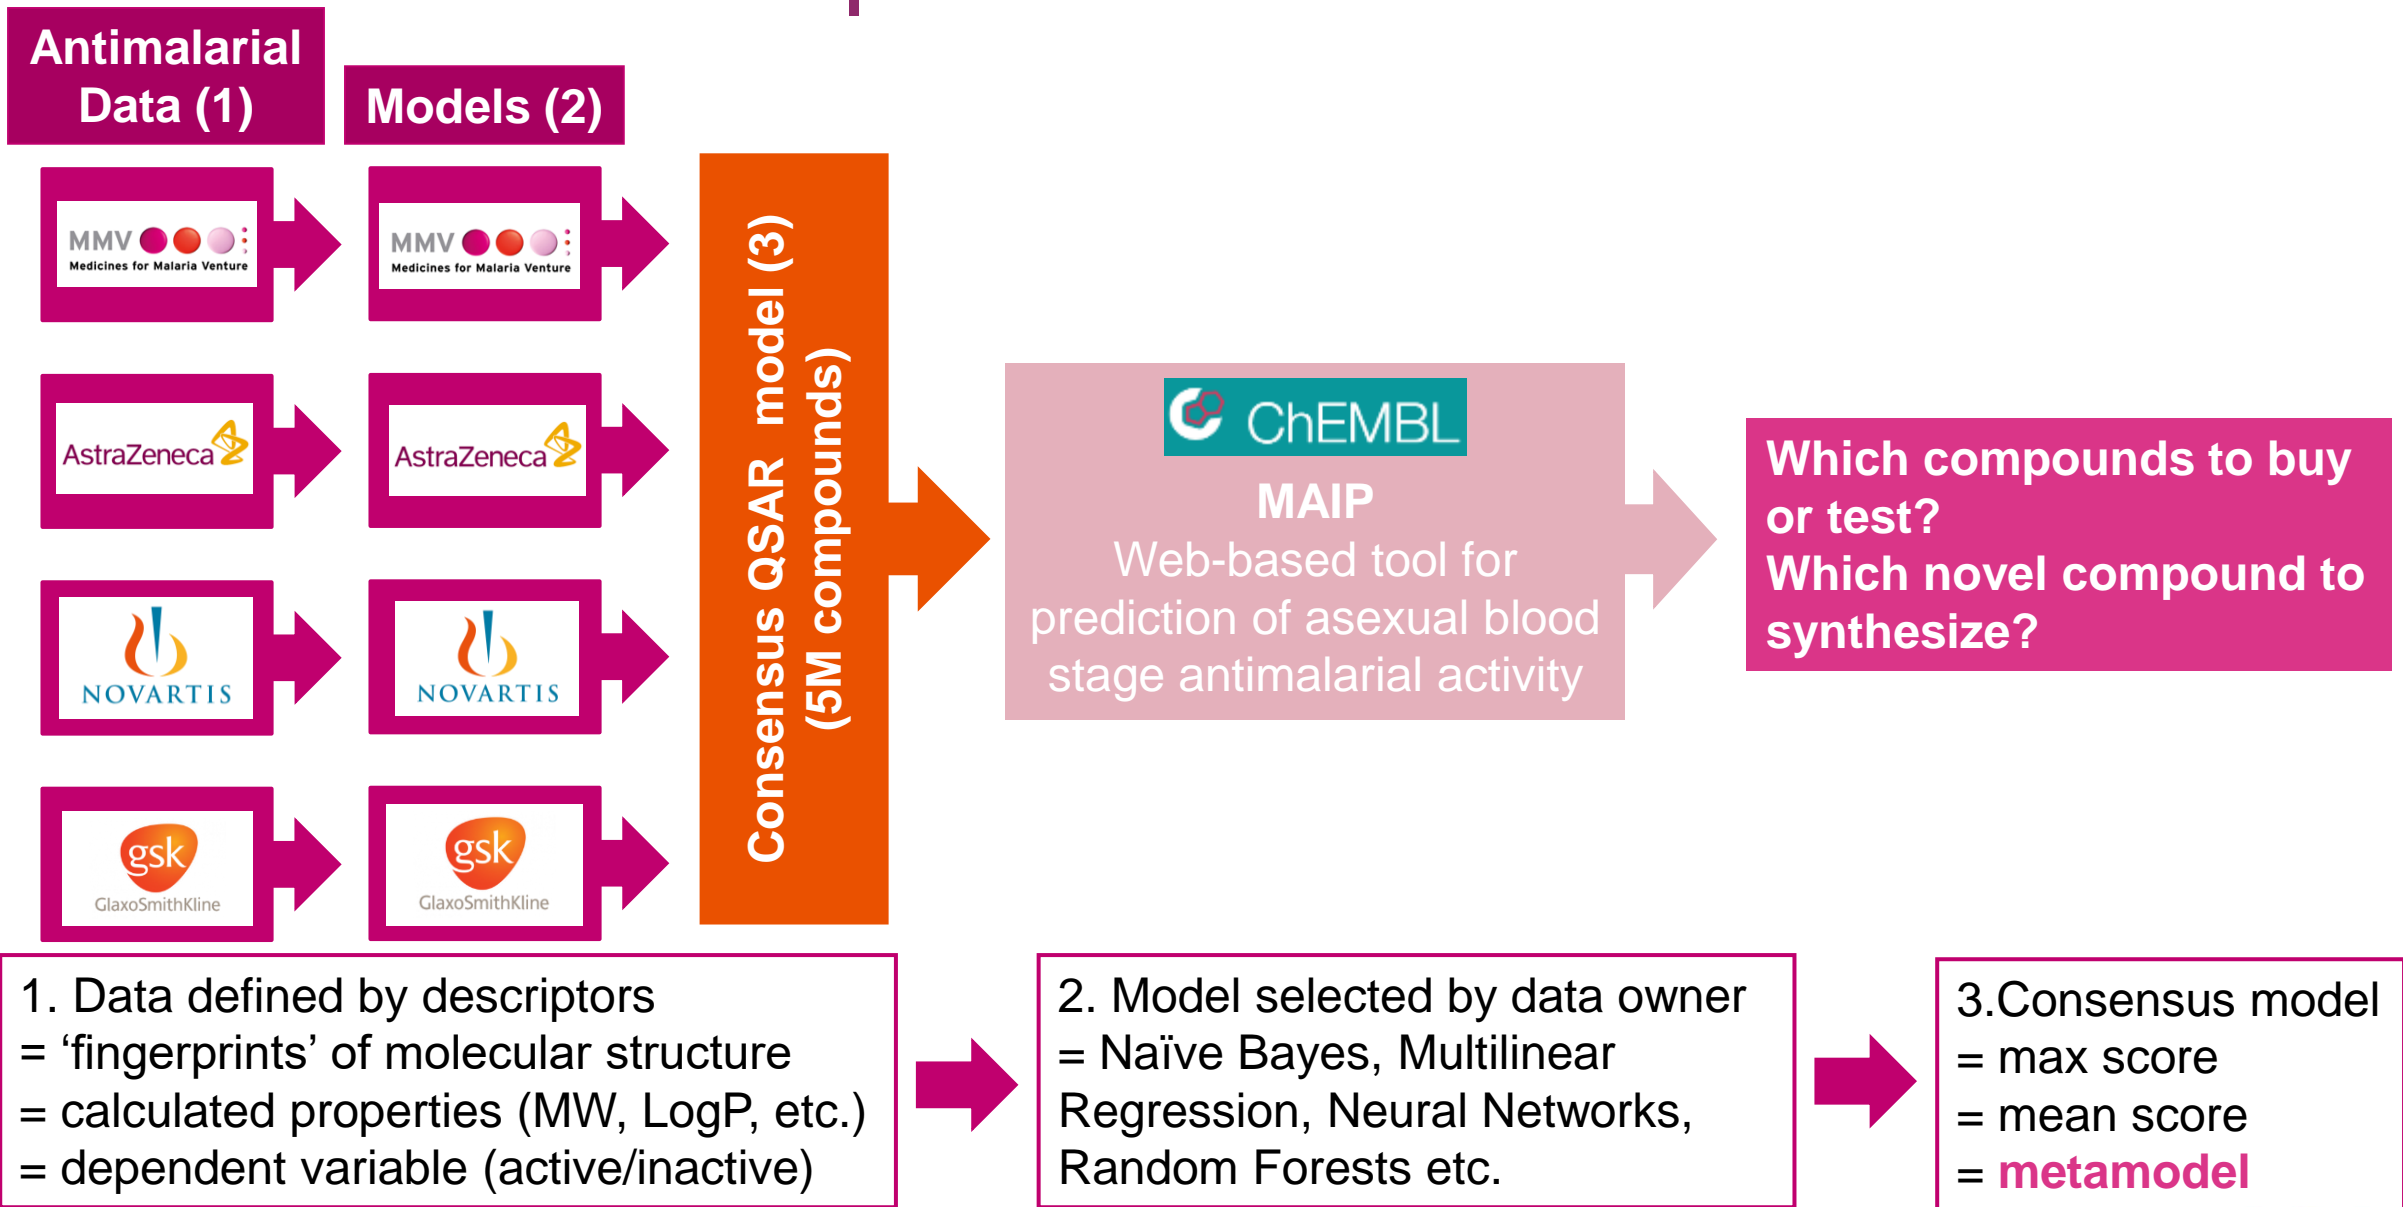 Antimalarial
Data (1)
Models (2)
MMV
Medicines for Malaria Venture
MMV
Medicines for Malaria Venture
AstraZeneca
AstraZeneca
NOVARTIS
NOVARTIS
gsk
GlaxoSmithKline
gsk
GlaxoSmithKline
Consensus QSAR model (3)
(5M compounds)
ChEMBL
MAIP
Web-based tool for
prediction of asexual blood
stage antimalarial activity
Which compounds to buy
or test?
Which novel compound to
synthesize?
1. Data defined by descriptors
= ‘fingerprints’ of molecular structure
= calculated properties (MW, LogP, etc.)
= dependent variable (active/inactive)
2. Model selected by data owner
= Naïve Bayes, Multilinear
Regression, Neural Networks,
Random Forests etc.
3.Consensus model
= max score
= mean score
= metamodel